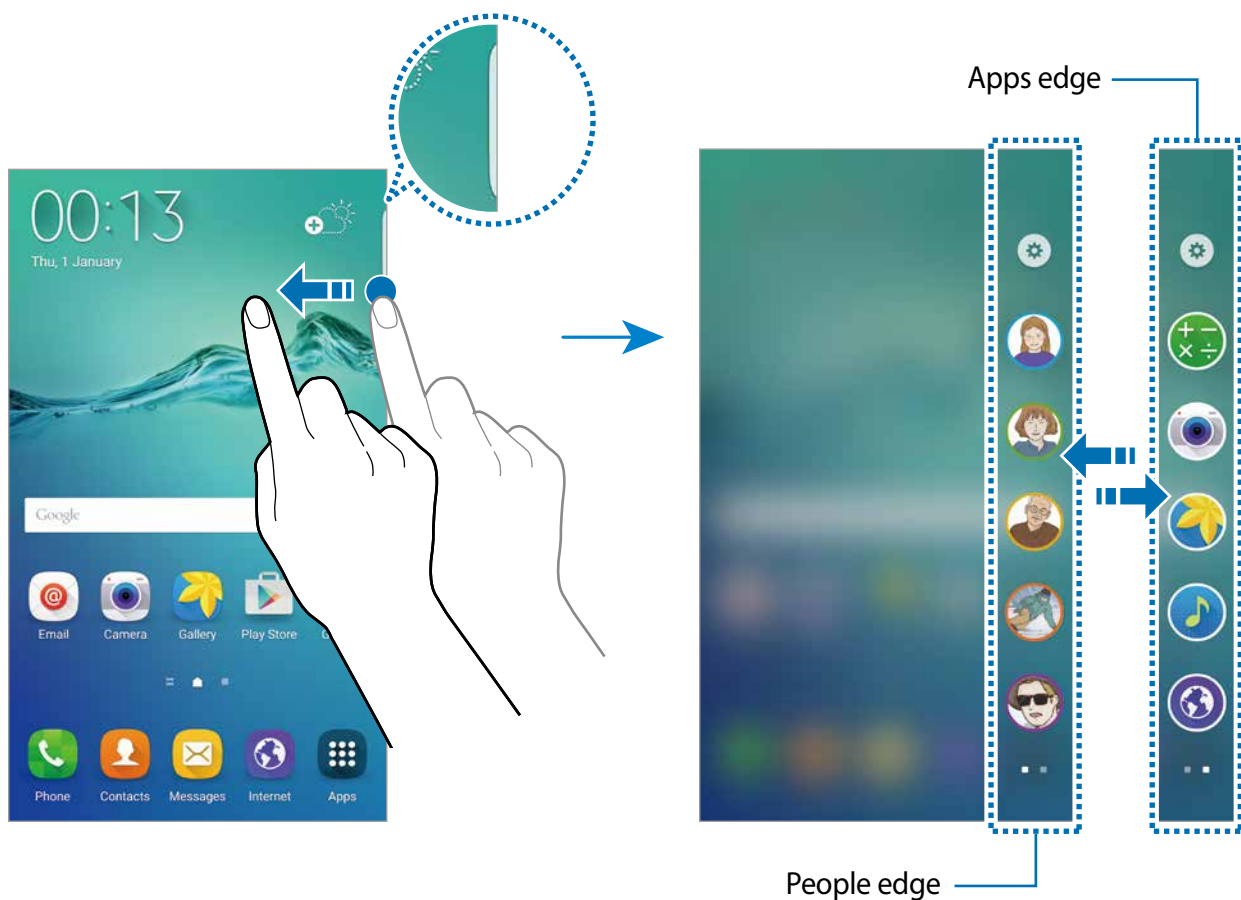 Apps edge
00:13
Thu, 1 January
Google
Email
Camera
Gallery
Play Store
Phone
Contacts
Messages
Internet
Apps
People edge